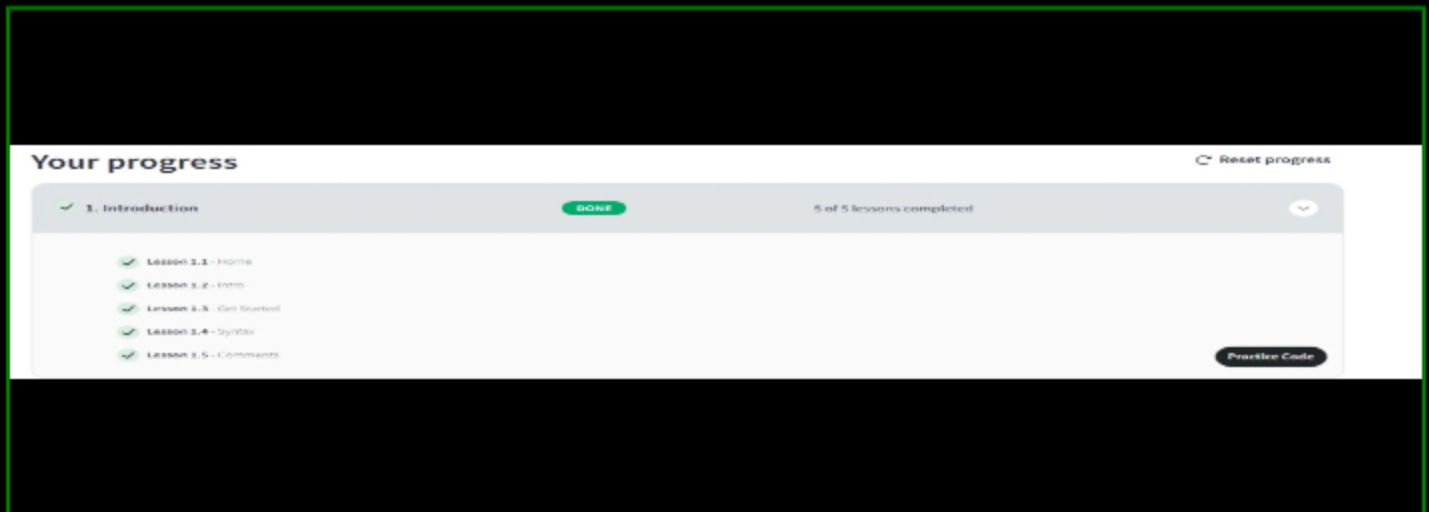 Your progress
Reset progress
1. Introduction
DONE
5 of 5 lessons completed
Lesson 1.1 - Home
Lesson 1.2 - Intro
Lesson 1.3 - Get Started
Lesson 1.4 - Syntax
Lesson 1.5 - Comments
Practice Code